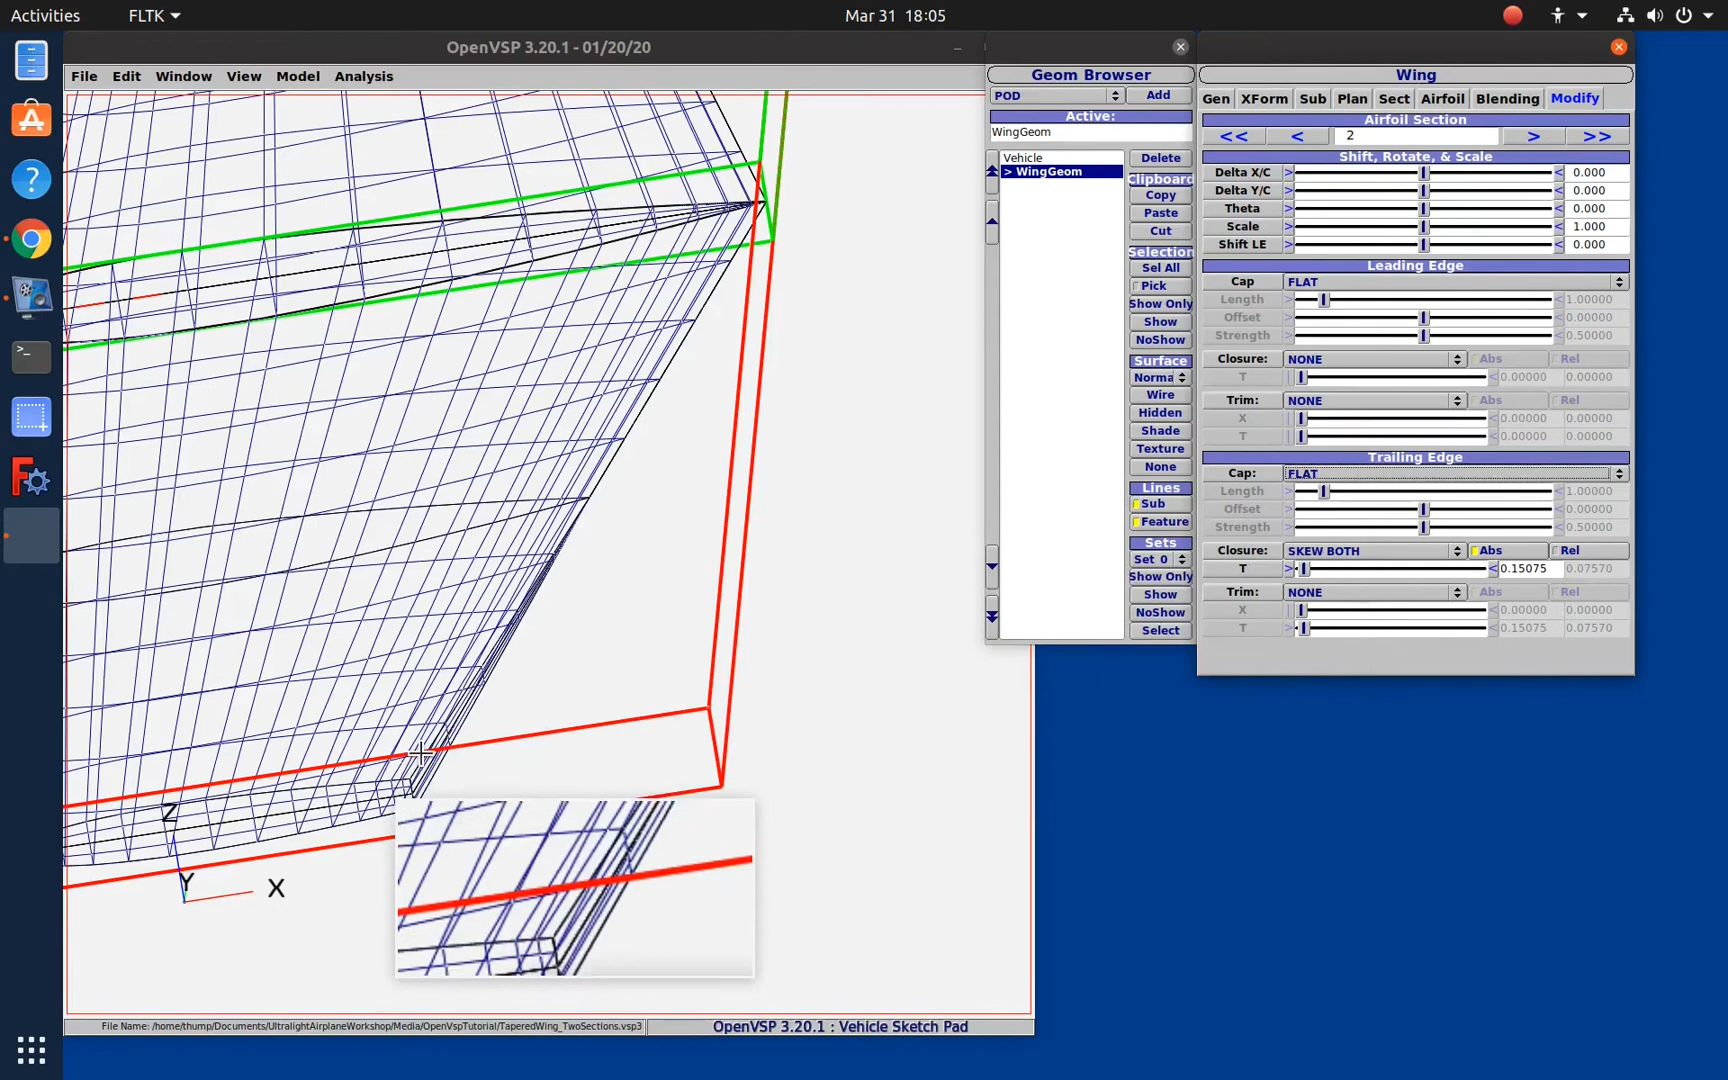 Activities
FLTK
Mar 31 18:05
OpenVSP 3.20.1 - 01/20/20
File Edit Window View Model Analysis
Z
Y
X
File Name: /home/thump/Documents/UltralightAirplaneWorkshop/Media/OpenVspTutorial/TaperedWing_TwoSections.vsp3
OpenVSP 3.20.1 : Vehicle Sketch Pad
Geom Browser
POD
Add
Active:
WingGeom
Vehicle
> WingGeom
Delete
Clipboard
Copy
Paste
Cut
Selection
Sel All
Pick
Show Only
Show
NoShow
Surface
Norma
Wire
Hidden
Shade
Texture
None
Lines
Sub
Feature
Sets
Set 0
Show Only
Show
NoShow
Select
Wing
Gen XForm Sub Plan Sect Airfoil Blending Modify
Airfoil Section
<< < 2 > >>
Shift, Rotate, & Scale
Delta X/C > < 0.000
Delta Y/C > < 0.000
Theta > < 0.000
Scale > < 1.000
Shift LE > < 0.000
Leading Edge
Cap FLAT
Length > < 1.00000
Offset > < 0.00000
Strength > < 0.50000
Closure: NONE Abs Rel
T < 0.00000 0.00000
Trim: NONE Abs Rel
X < 0.00000 0.00000
T < 0.00000 0.00000
Trailing Edge
Cap: FLAT
Length > < 1.00000
Offset > < 0.00000
Strength > < 0.50000
Closure: SKEW BOTH Abs Rel
T > < 0.15075 0.07570
Trim: NONE Abs Rel
X < 0.00000 0.00000
T > < 0.15075 0.07570